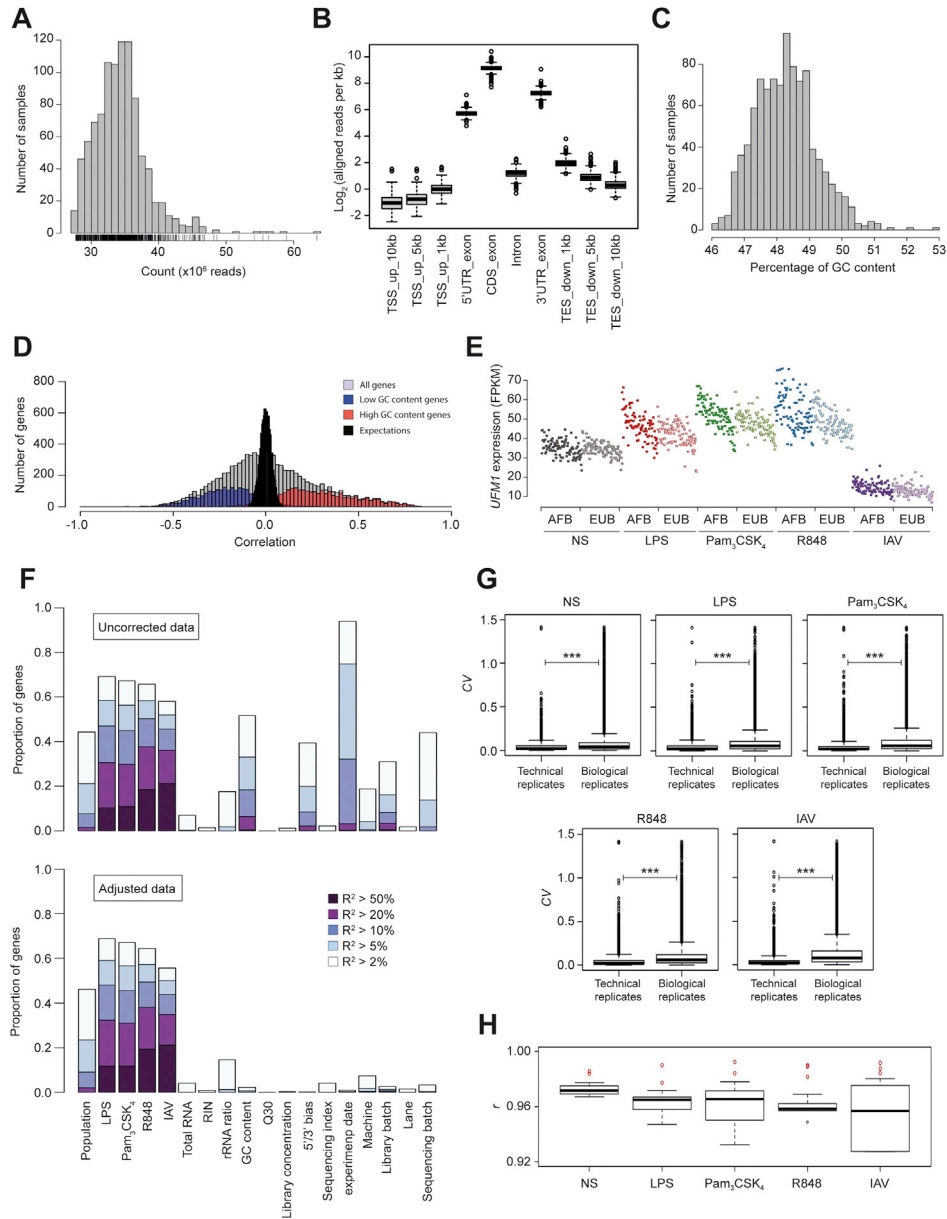 A
Number of samples
120
100
80
60
40
20
0
30
40
50
60
Count (x10⁶ reads)
B
Log₂ (aligned reads per kb)
10
8
6
4
2
0
-2
TSS_up_10kb
TSS_up_5kb
TSS_up_1kb
5'UTR_exon
CDS_exon
Intron
3'UTR_exon
TES_down_1kb
TES_down_5kb
TES_down_10kb
C
Number of samples
80
60
40
20
0
46
47
48
49
50
51
52
53
Percentage of GC content
D
Number of genes
800
600
400
200
0
All genes
Low GC content genes
High GC content genes
Expectations
-1.0
-0.5
0.0
0.5
1.0
Correlation
E
UFM1 expresison (FPKM)
70
60
50
40
30
20
10
AFB EUB AFB EUB AFB EUB AFB EUB AFB EUB
NS LPS Pam₃CSK₄ R848 IAV
F
Uncorrected data
Proportion of genes
1.0
0.8
0.6
0.4
0.2
0.0
Adjusted data
Proportion of genes
1.0
0.8
0.6
0.4
0.2
0.0
R² > 50%
R² > 20%
R² > 10%
R² > 5%
R² > 2%
Population
LPS
Pam₃CSK₄
R848
IAV
Total RNA
RIN
rRNA ratio
GC content
Q30
Library concentration
5'/3' bias
Sequencing index
experimenp date
Machine
Library batch
Lane
Sequencing batch
G
NS
LPS
Pam₃CSK₄
CV
1.5
1.0
0.5
0.0
***
***
***
Technical replicates
Biological replicates
Technical replicates
Biological replicates
Technical replicates
Biological replicates
R848
IAV
CV
1.5
1.0
0.5
0.0
***
***
Technical replicates
Biological replicates
Technical replicates
Biological replicates
H
r
1.00
0.96
0.92
NS
LPS
Pam₃CSK₄
R848
IAV